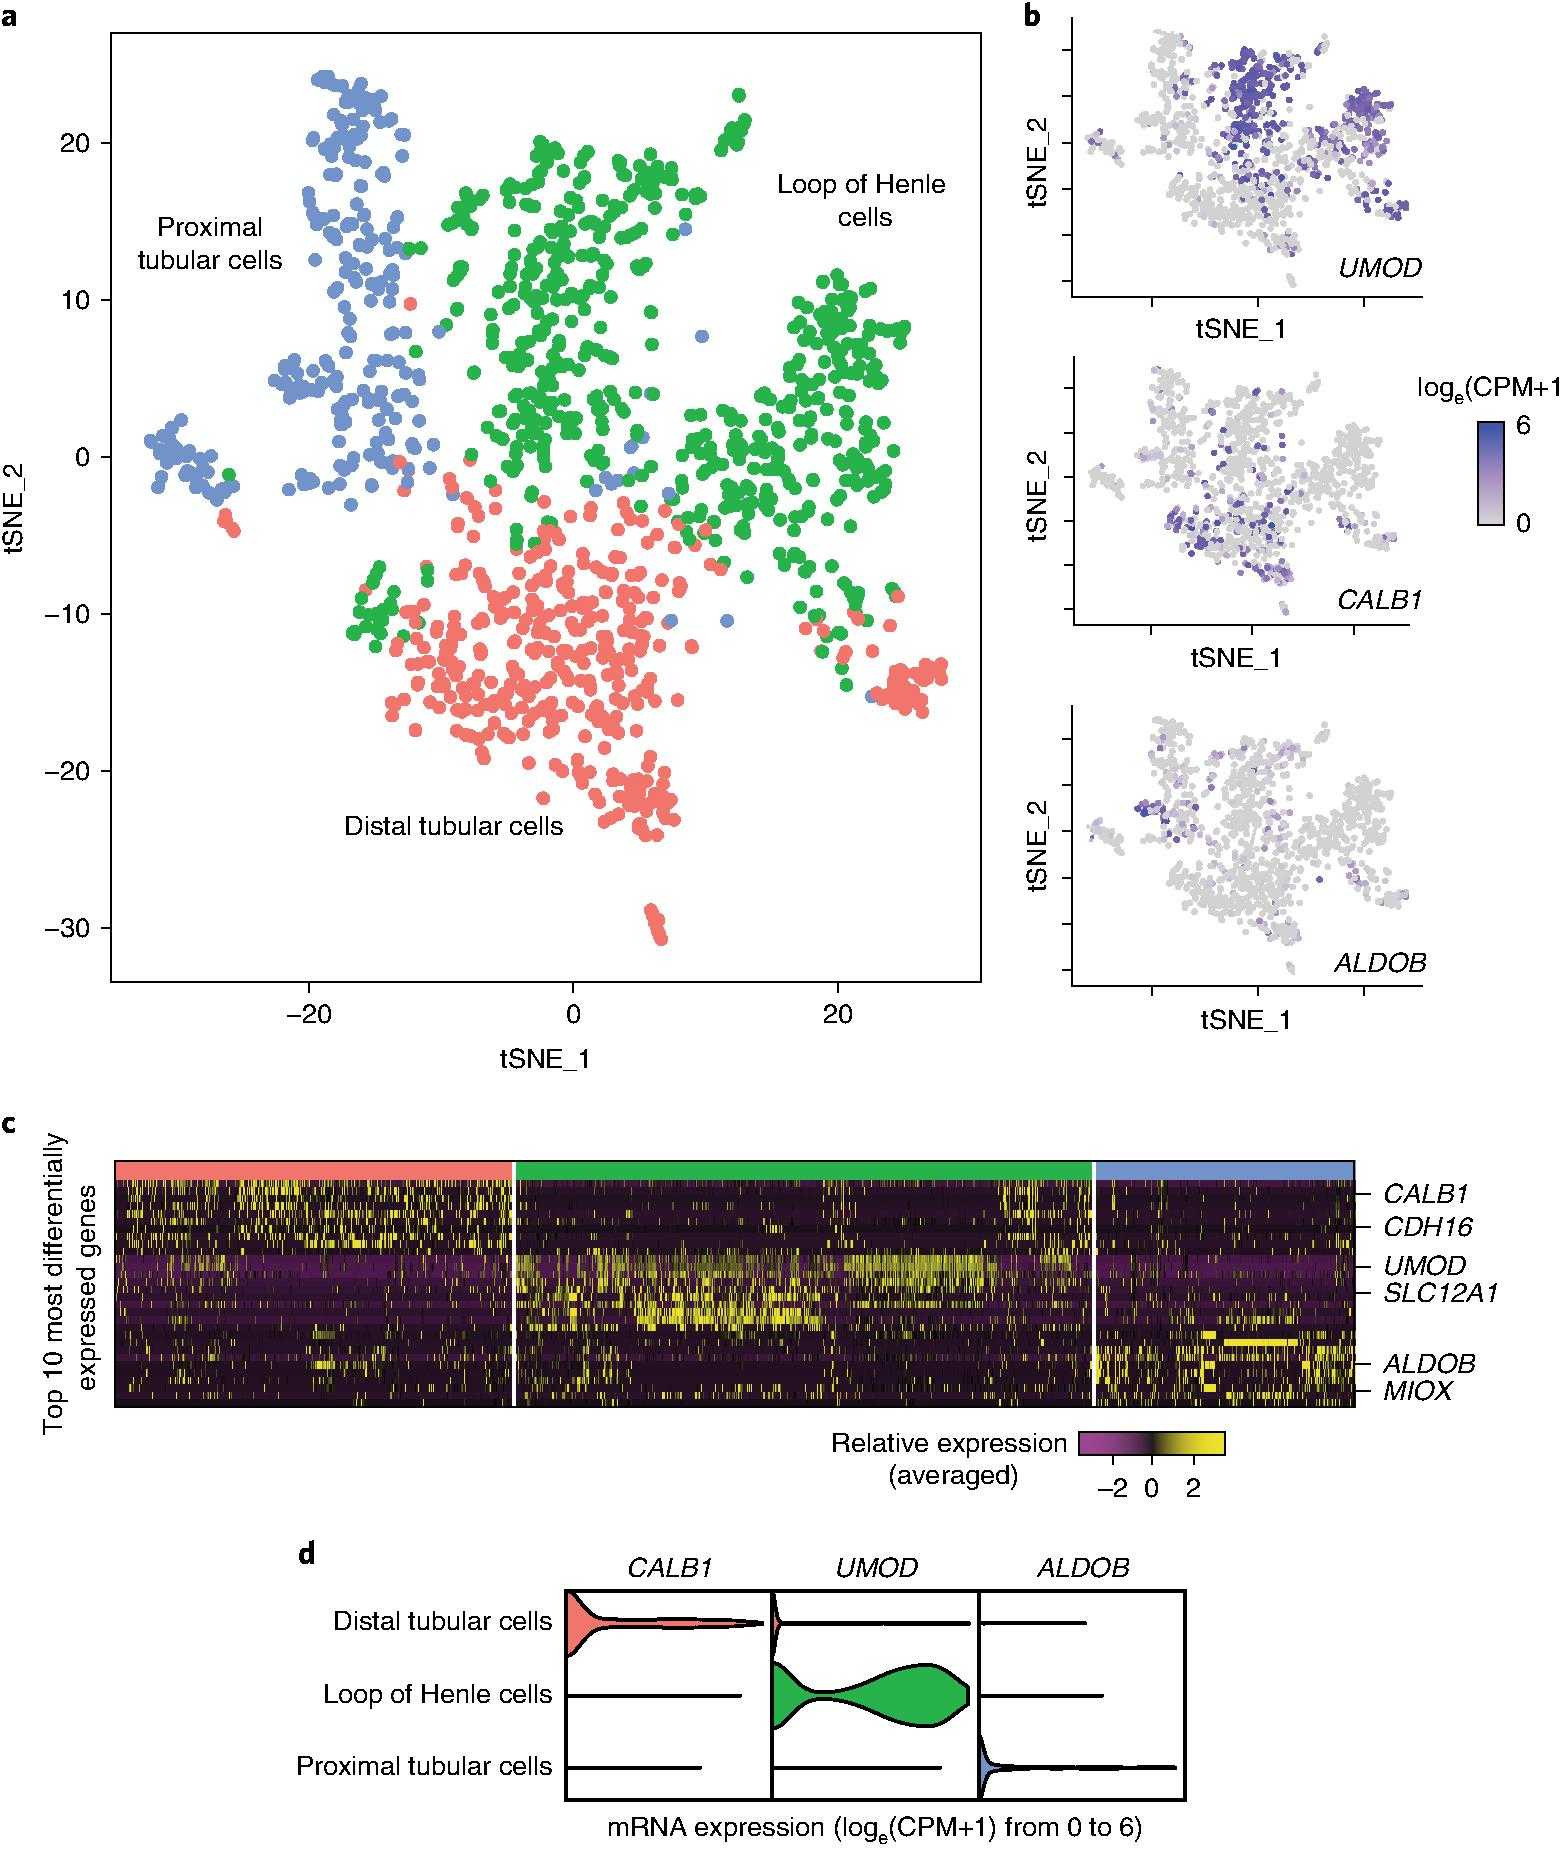 a
tSNE_2
20
10
0
−10
−20
−30
Proximal
tubular cells
Loop of Henle
cells
Distal tubular cells
−20
0
20
tSNE_1
b
tSNE_2
UMOD
tSNE_1
tSNE_2
CALB1
tSNE_1
loge(CPM+1
6
0
tSNE_2
ALDOB
tSNE_1
c
Top 10 most differentially
expressed genes
CALB1
CDH16
UMOD
SLC12A1
ALDOB
MIOX
Relative expression
(averaged)
−2 0 2
d
CALB1 UMOD ALDOB
Distal tubular cells
Loop of Henle cells
Proximal tubular cells
mRNA expression (loge(CPM+1) from 0 to 6)